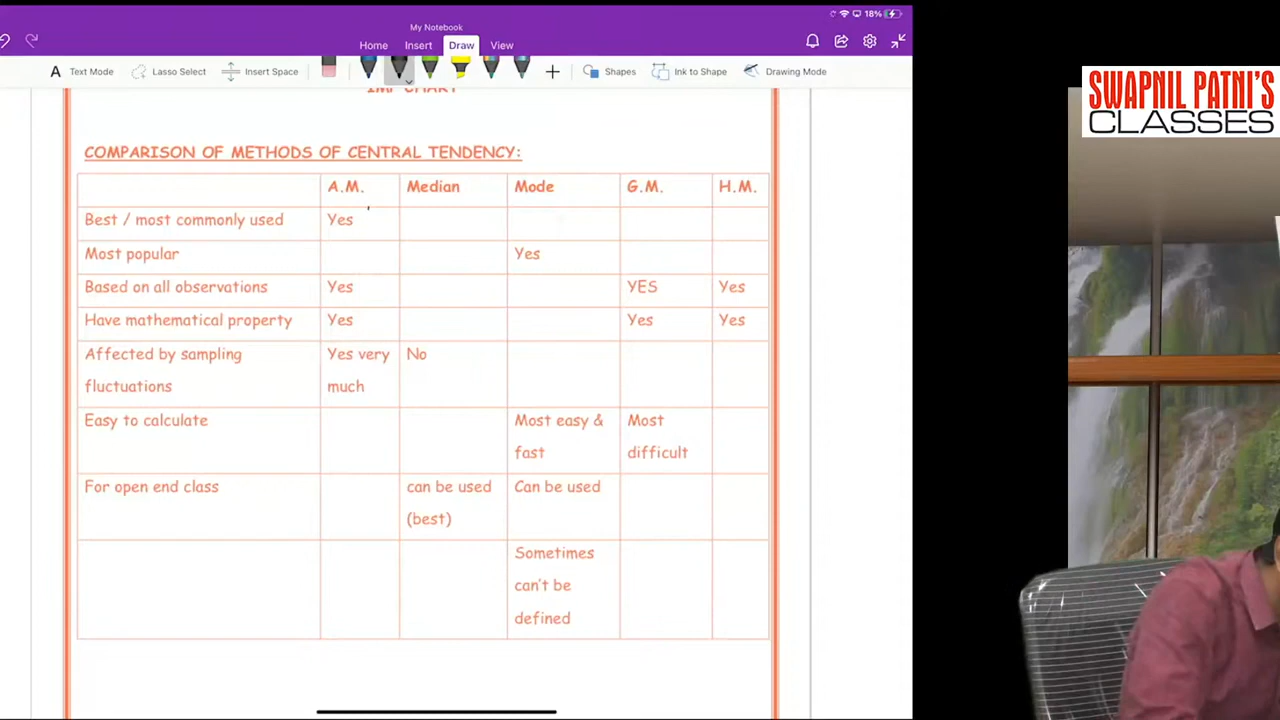 My Notebook
18%
Home Insert Draw View
Text Mode Lasso Select Insert Space Shapes Ink to Shape Drawing Mode
IMP CHART
SWAPNIL PATNI'S
CLASSES
COMPARISON OF METHODS OF CENTRAL TENDENCY:
A.M. Median Mode G.M. H.M.
Best / most commonly used Yes
Most popular Yes
Based on all observations Yes YES Yes
Have mathematical property Yes Yes Yes
Affected by sampling Yes very No
fluctuations much
Easy to calculate Most easy & Most
fast difficult
For open end class can be used Can be used
(best)
Sometimes
can't be
defined